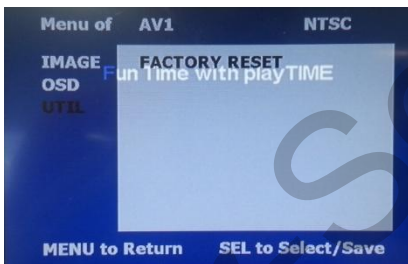 Menu of AV1 NTSC
IMAGE FACTORY RESET
Fun Time with playTIME
OSD
UTIL
MENU to Return SEL to Select/Save